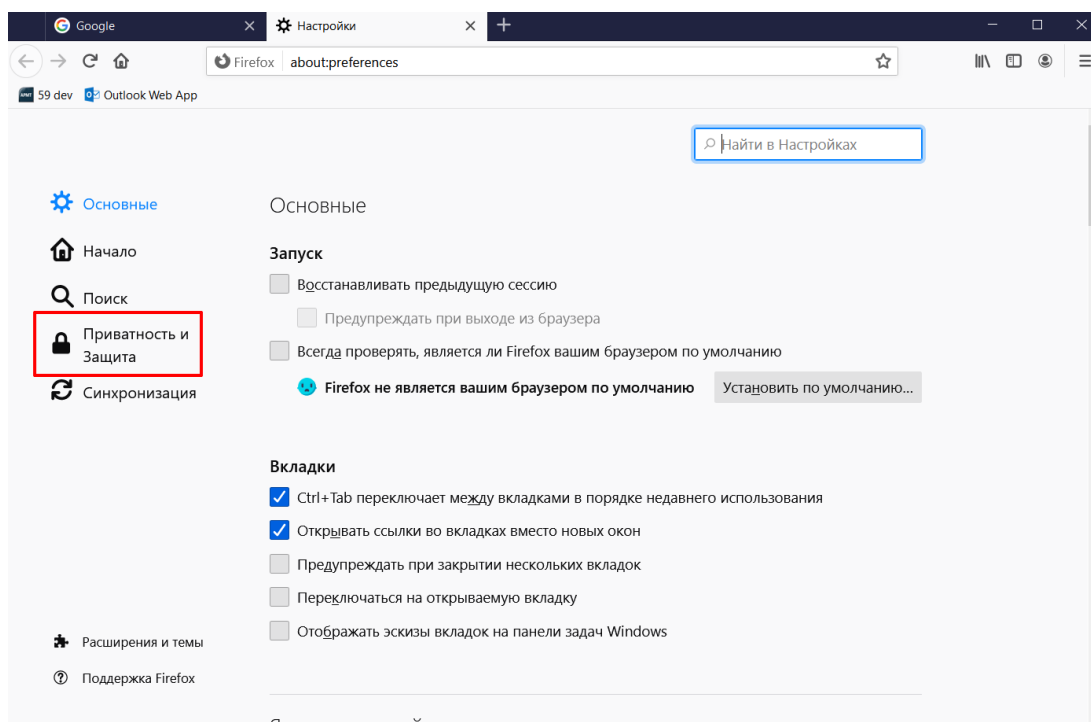 Google
Настройки
Firefox about:preferences
59 dev Outlook Web App
Найти в Настройках
Основные
Начало
Поиск
Приватность и
Защита
Синхронизация
Расширения и темы
Поддержка Firefox
Основные
Запуск
Восстанавливать предыдущую сессию
Предупреждать при выходе из браузера
Всегда проверять, является ли Firefox вашим браузером по умолчанию
Firefox не является вашим браузером по умолчанию
Установить по умолчанию...
Вкладки
Ctrl+Tab переключает между вкладками в порядке недавнего использования
Открывать ссылки во вкладках вместо новых окон
Предупреждать при закрытии нескольких вкладок
Переключаться на открываемую вкладку
Отображать эскизы вкладок на панели задач Windows